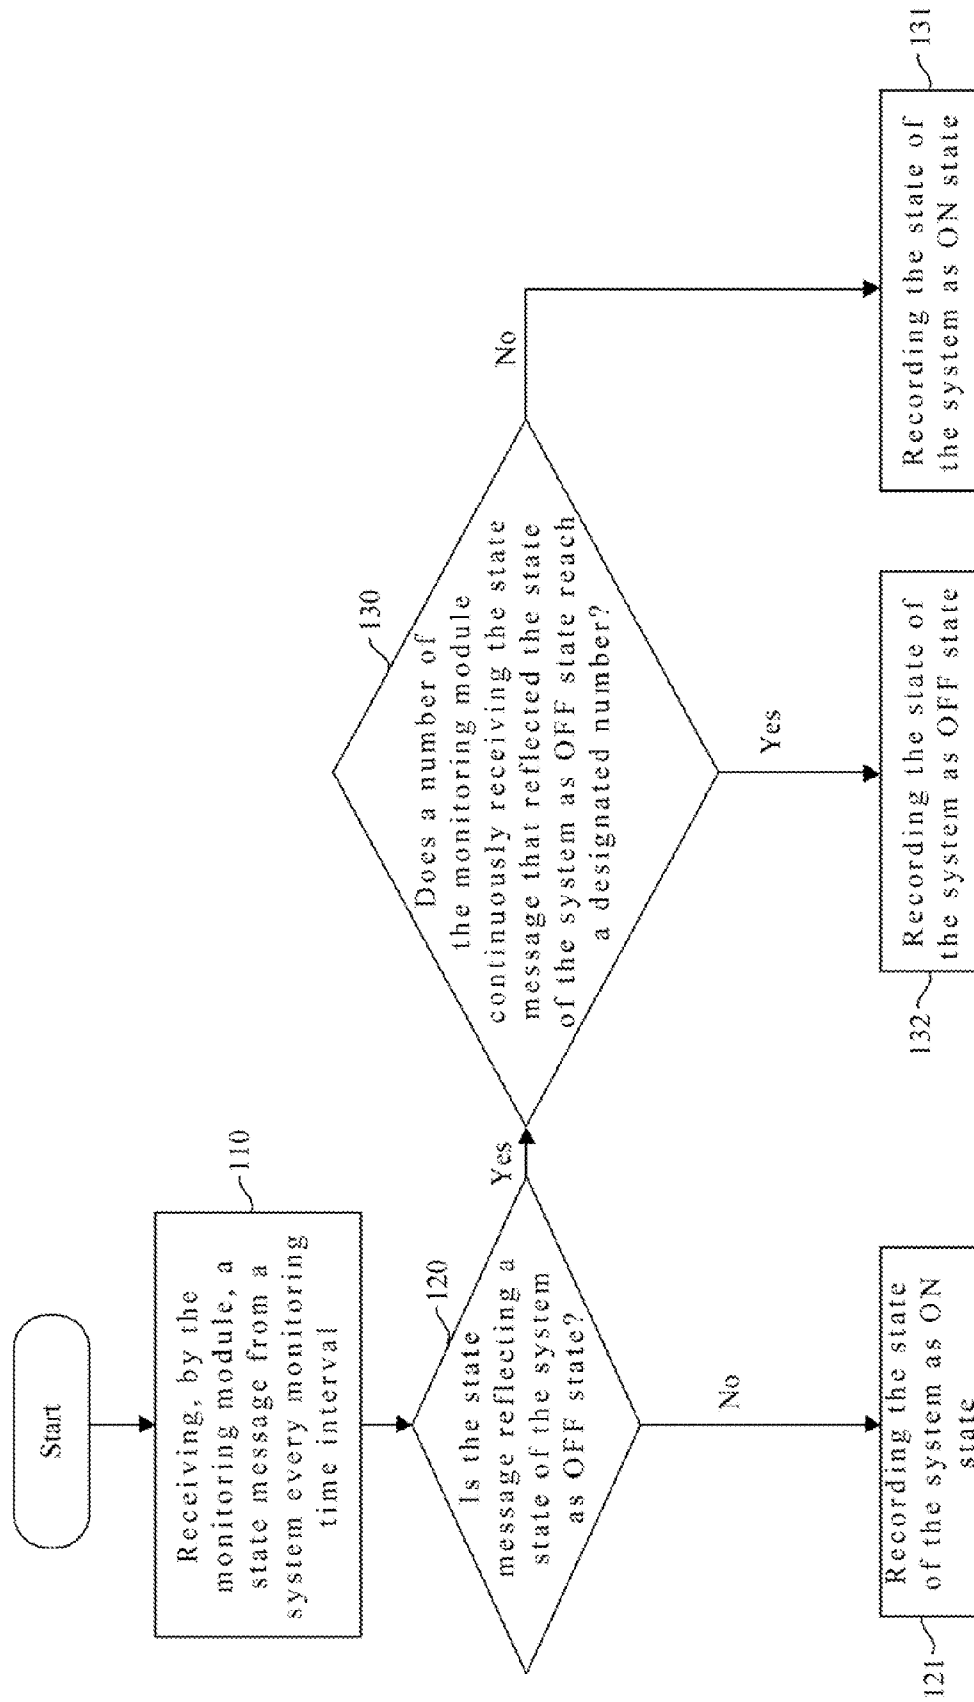 Start
Receiving, by the
monitoring module, a
state message from a
system every monitoring
time interval
110
Is the state
message reflecting a
state of the system
as OFF state?
120
Yes
No
Does a number of
the monitoring module
continuously receiving the state
message that reflected the state
of the system as OFF state reach
a designated number?
130
No
Yes
Recording the state
of the system as ON
state
121
Recording the state of
the system as OFF state
132
Recording the state of
the system as ON state
131